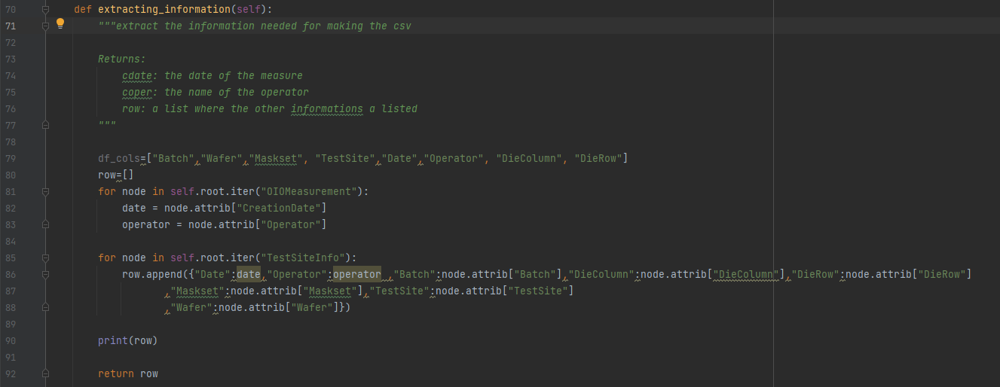 70 def extracting_information(self):
71 """extract the information needed for making the csv
72
73 Returns:
74 cdate: the date of the measure
75 coper: the name of the operator
76 row: a list where the other informations a listed
77 """
78
79 df_cols=["Batch","Wafer","Maskset", "TestSite","Date","Operator", "DieColumn", "DieRow"]
80 row=[]
81 for node in self.root.iter("OIOMeasurement"):
82 date = node.attrib["CreationDate"]
83 operator = node.attrib["Operator"]
84
85 for node in self.root.iter("TestSiteInfo"):
86 row.append({"Date":date,"Operator":operator ,"Batch":node.attrib["Batch"],"DieColumn":node.attrib["DieColumn"],"DieRow":node.attrib["DieRow"]
87 ,"Maskset":node.attrib["Maskset"],"TestSite":node.attrib["TestSite"]
88 ,"Wafer":node.attrib["Wafer"]})
89
90 print(row)
91
92 return row